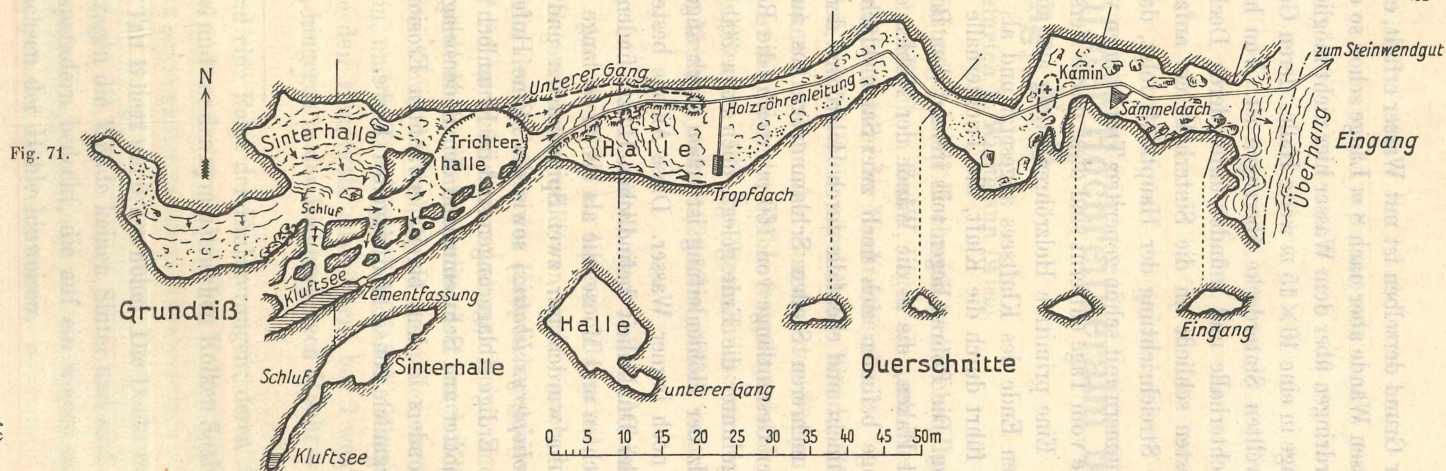 Fig. 71.
N
Sinterhalle
Trichter-
halle
Unterer Gang
Halle
Holzröhrenleitung
Tropfdach
Kamin
Sammeldach
zum Steinwendgut
Eingang
Überhang
Schluf
Kluftsee
Zementfassung
Grundriß
Schluf
Sinterhalle
Kluftsee
Halle
unterer Gang
Querschnitte
Eingang
0 5 10 15 20 23 30 35 40 45 50m